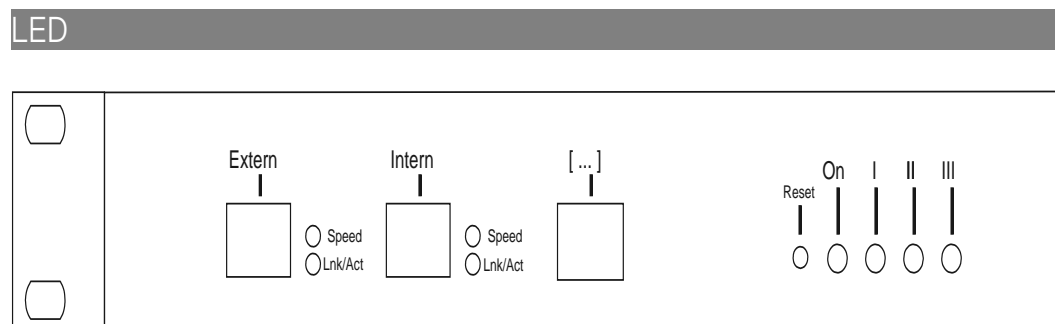 LED
Extern Intern [ ... ]
On I II III
Reset
Speed Speed
Lnk/Act Lnk/Act